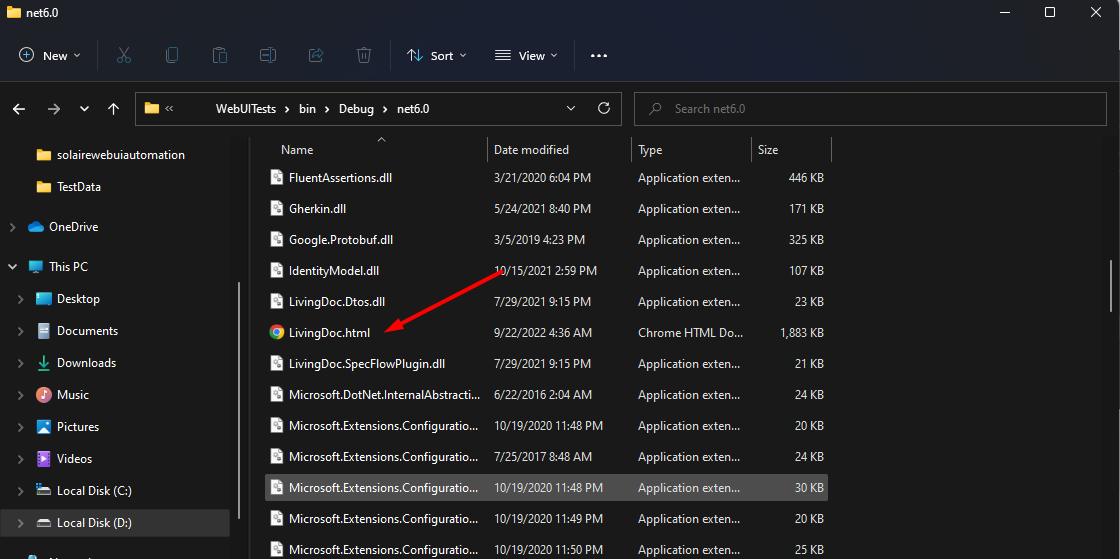 net6.0
New
Sort
View
WebUITests > bin > Debug > net6.0
Search net6.0
solairewebuiautomation
TestData
OneDrive
This PC
Desktop
Documents
Downloads
Music
Pictures
Videos
Local Disk (C:)
Local Disk (D:)
Name Date modified Type Size
FluentAssertions.dll 3/21/2020 6:04 PM Application exten... 446 KB
Gherkin.dll 5/24/2021 8:40 PM Application exten... 171 KB
Google.Protobuf.dll 3/5/2019 4:23 PM Application exten... 325 KB
IdentityModel.dll 10/15/2021 2:59 PM Application exten... 107 KB
LivingDoc.Dtos.dll 7/29/2021 9:15 PM Application exten... 23 KB
LivingDoc.html 9/22/2022 4:36 AM Chrome HTML Do... 1,883 KB
LivingDoc.SpecFlowPlugin.dll 7/29/2021 9:15 PM Application exten... 21 KB
Microsoft.DotNet.InternalAbstracti... 6/22/2016 2:04 AM Application exten... 24 KB
Microsoft.Extensions.Configuratio... 10/19/2020 11:48 PM Application exten... 20 KB
Microsoft.Extensions.Configuratio... 7/25/2017 8:48 AM Application exten... 24 KB
Microsoft.Extensions.Configuratio... 10/19/2020 11:48 PM Application exten... 30 KB
Microsoft.Extensions.Configuratio... 10/19/2020 11:49 PM Application exten... 20 KB
Microsoft.Extensions.Configuratio... 10/19/2020 11:50 PM Application exten... 25 KB